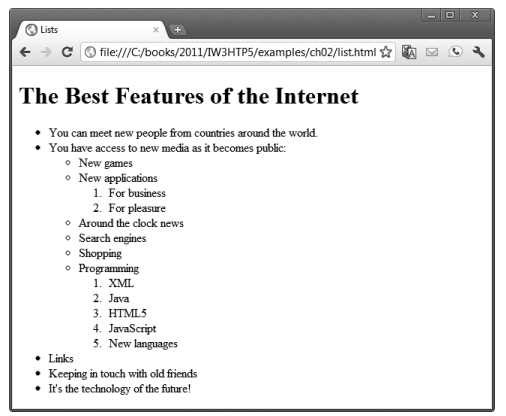 Lists
file:///C:/books/2011/IW3HTP5/examples/ch02/list.html
The Best Features of the Internet
You can meet new people from countries around the world.
You have access to new media as it becomes public:
New games
New applications
1. For business
2. For pleasure
Around the clock news
Search engines
Shopping
Programming
1. XML
2. Java
3. HTML5
4. JavaScript
5. New languages
Links
Keeping in touch with old friends
It's the technology of the future!